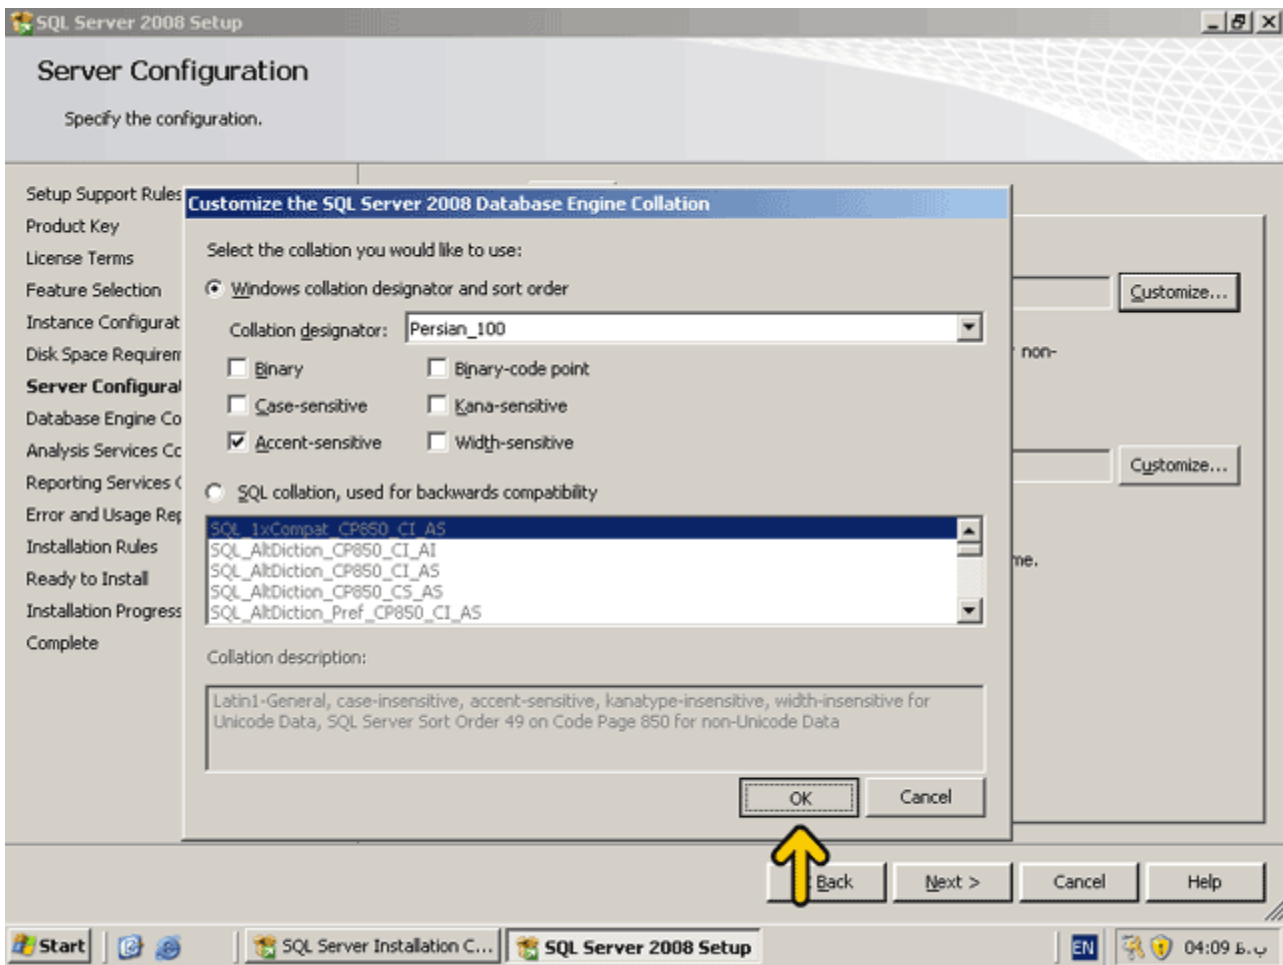 SQL Server 2008 Setup
Server Configuration
Specify the configuration.
Setup Support Rules
Product Key
License Terms
Feature Selection
Instance Configurat
Disk Space Requirem
Server Configurat
Database Engine Co
Analysis Services Co
Reporting Services C
Error and Usage Rep
Installation Rules
Ready to Install
Installation Progress
Complete
Customize the SQL Server 2008 Database Engine Collation
Select the collation you would like to use:
Windows collation designator and sort order
Collation designator: Persian_100
Binary Binary-code point
Case-sensitive Kana-sensitive
Accent-sensitive Width-sensitive
SQL collation, used for backwards compatibility
SQL_1xCompat_CP850_CI_AS
SQL_AltDiction_CP850_CI_AI
SQL_AltDiction_CP850_CI_AS
SQL_AltDiction_CP850_CS_AS
SQL_AltDiction_Pref_CP850_CI_AS
Collation description:
Latin1-General, case-insensitive, accent-sensitive, kanatype-insensitive, width-insensitive for
Unicode Data, SQL Server Sort Order 49 on Code Page 850 for non-Unicode Data
OK Cancel
Customize...
non-
Customize...
me.
Back Next > Cancel Help
Start SQL Server Installation C... SQL Server 2008 Setup EN 04:09 ب.ظ